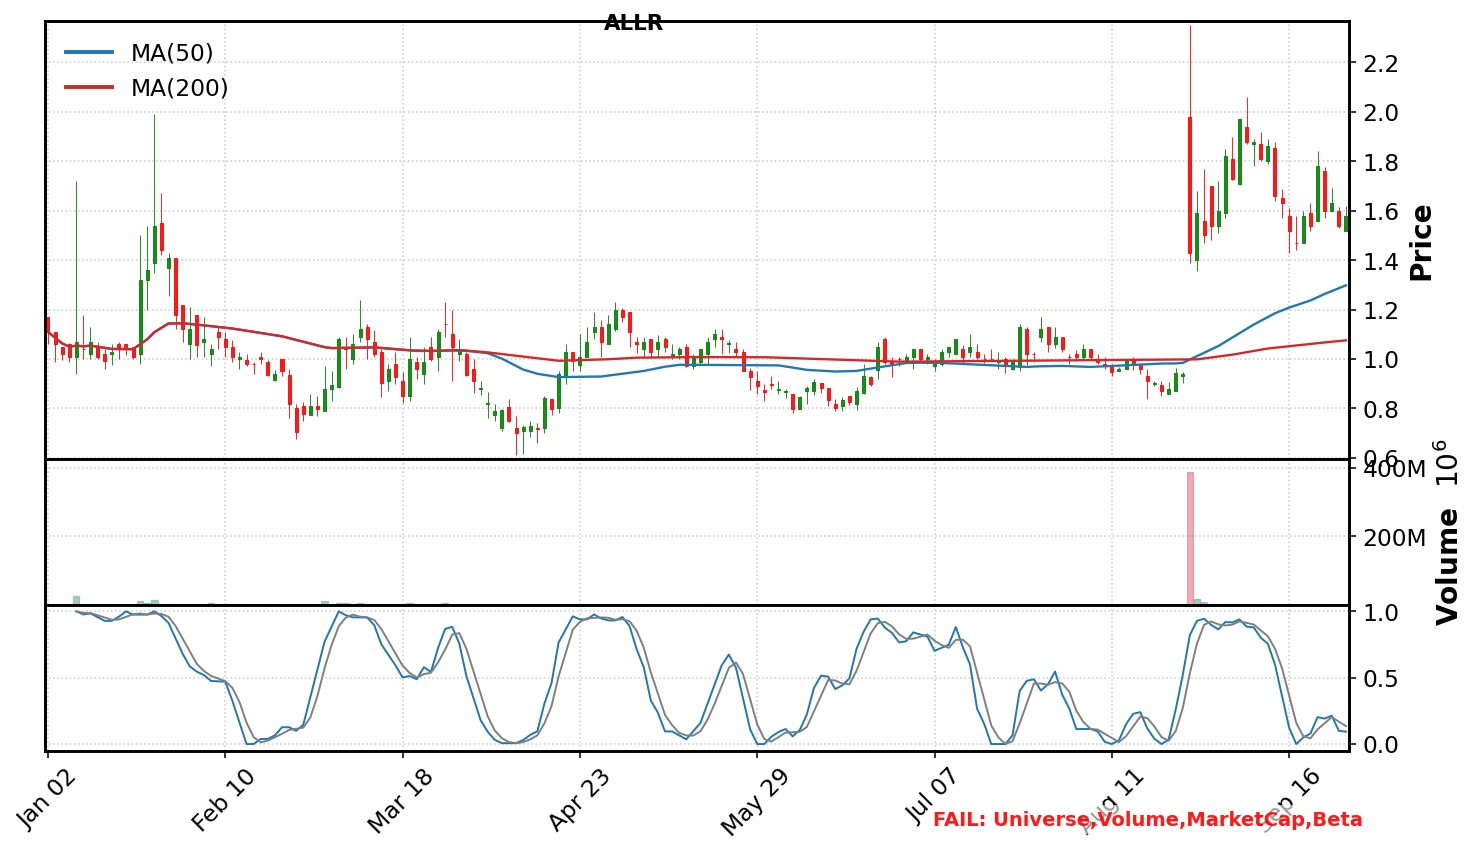 ALLR
MA(50)
MA(200)
2.2
2.0
1.8
1.6
1.4
1.2
1.0
0.8
0.6
Price
400M
200M
Volume 10^6
1.0
0.5
0.0
Jan 02
Feb 10
Mar 18
Apr 23
May 29
Jul 07
Aug 11
Sep 16
FAIL: Universe,Volume,MarketCap,Beta